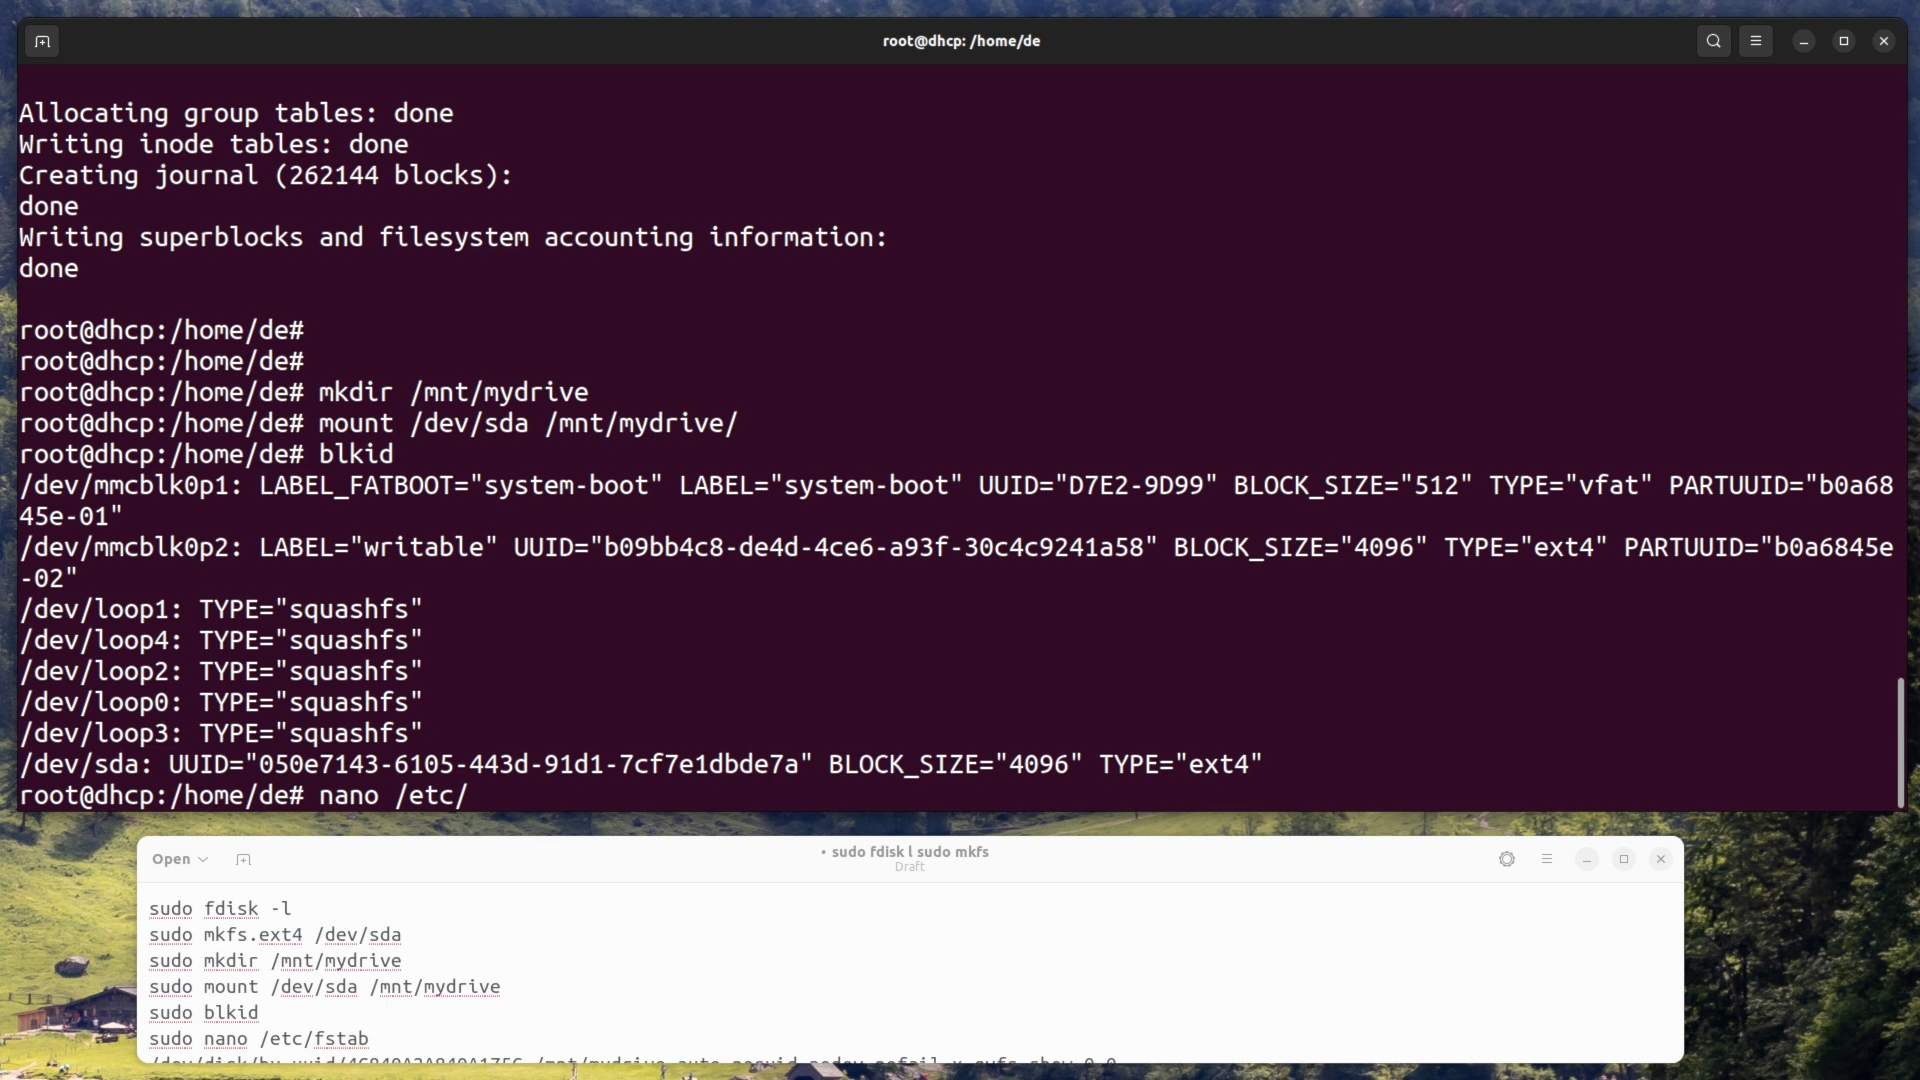 root@dhcp: /home/de
Allocating group tables: done
Writing inode tables: done
Creating journal (262144 blocks):
done
Writing superblocks and filesystem accounting information:
done
root@dhcp:/home/de#
root@dhcp:/home/de#
root@dhcp:/home/de# mkdir /mnt/mydrive
root@dhcp:/home/de# mount /dev/sda /mnt/mydrive/
root@dhcp:/home/de# blkid
/dev/mmcblk0p1: LABEL_FATBOOT="system-boot" LABEL="system-boot" UUID="D7E2-9D99" BLOCK_SIZE="512" TYPE="vfat" PARTUUID="b0a68
45e-01"
/dev/mmcblk0p2: LABEL="writable" UUID="b09bb4c8-de4d-4ce6-a93f-30c4c9241a58" BLOCK_SIZE="4096" TYPE="ext4" PARTUUID="b0a6845e
-02"
/dev/loop1: TYPE="squashfs"
/dev/loop4: TYPE="squashfs"
/dev/loop2: TYPE="squashfs"
/dev/loop0: TYPE="squashfs"
/dev/loop3: TYPE="squashfs"
/dev/sda: UUID="050e7143-6105-443d-91d1-7cf7e1dbde7a" BLOCK_SIZE="4096" TYPE="ext4"
root@dhcp:/home/de# nano /etc/
Open
• sudo fdisk l sudo mkfs
Draft
sudo fdisk -l
sudo mkfs.ext4 /dev/sda
sudo mkdir /mnt/mydrive
sudo mount /dev/sda /mnt/mydrive
sudo blkid
sudo nano /etc/fstab